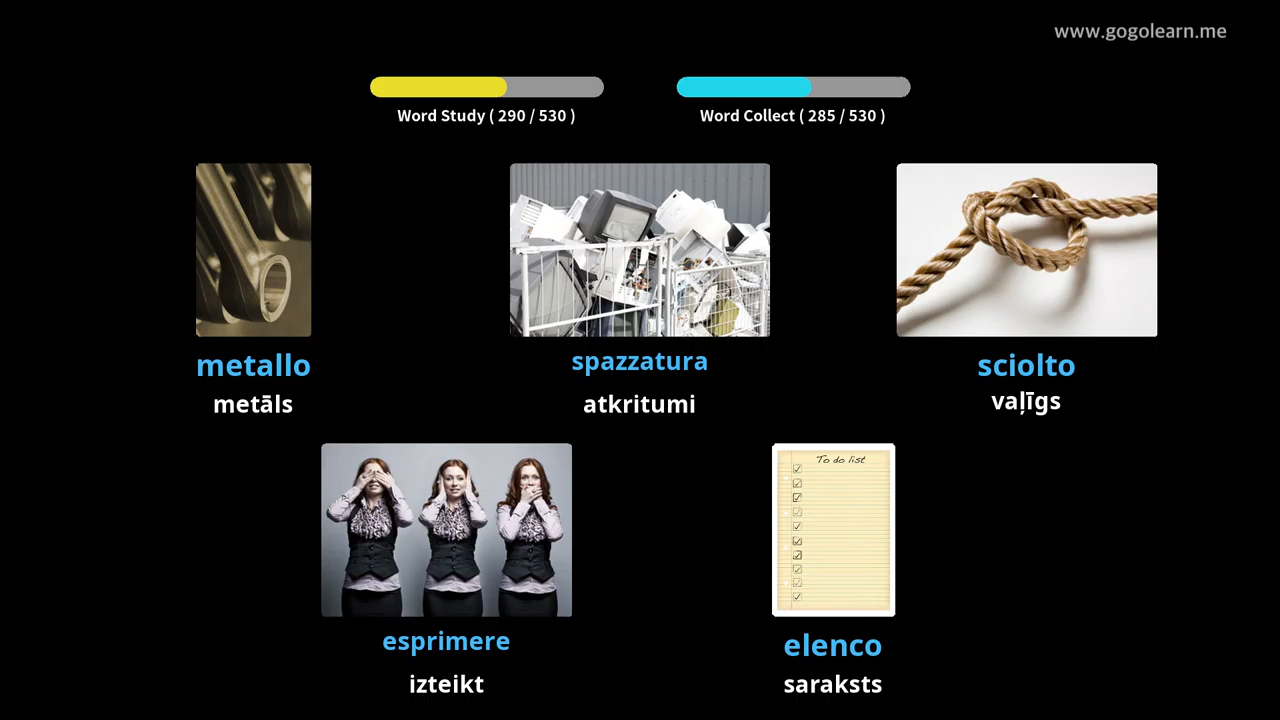 www.gogolearn.me
Word Study ( 290 / 530 )
Word Collect ( 285 / 530 )
metallo
metāls
spazzatura
atkritumi
sciolto
vaļīgs
To do list
esprimere
izteikt
elenco
saraksts